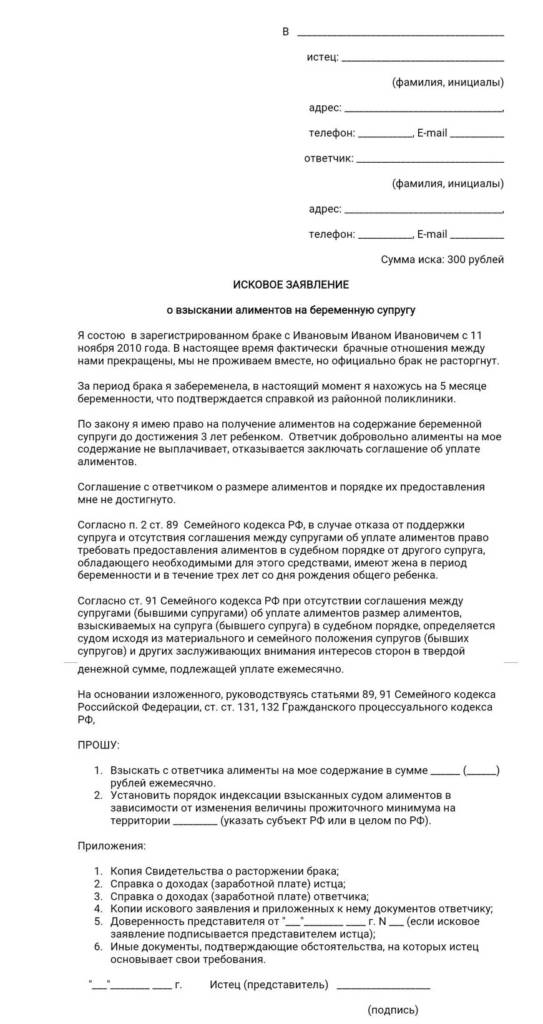 В ____________________________________
истец: ____________________________
(фамилия, инициалы)
адрес: ____________________________,
телефон: __________, E-mail __________
ответчик: __________________________
(фамилия, инициалы)
адрес: ____________________________,
телефон: __________, E-mail __________
Сумма иска: 300 рублей
ИСКОВОЕ ЗАЯВЛЕНИЕ
о взыскании алиментов на беременную супругу
Я состою в зарегистрированном браке с Ивановым Иваном Ивановичем с 11
ноября 2010 года. В настоящее время фактически брачные отношения между
нами прекращены, мы не проживаем вместе, но официально брак не расторгнут.
За период брака я забеременела, в настоящий момент я нахожусь на 5 месяце
беременности, что подтверждается справкой из районной поликлиники.
По закону я имею право на получение алиментов на содержание беременной
супруги до достижения 3 лет ребенком. Ответчик добровольно алименты на мое
содержание не выплачивает, отказывается заключать соглашение об уплате
алиментов.
Соглашение с ответчиком о размере алиментов и порядке их предоставления
мне не достигнуто.
Согласно п. 2 ст. 89 Семейного кодекса РФ, в случае отказа от поддержки
супруга и отсутствия соглашения между супругами об уплате алиментов право
требовать предоставления алиментов в судебном порядке от другого супруга,
обладающего необходимыми для этого средствами, имеют жена в период
беременности и в течение трех лет со дня рождения общего ребенка.
Согласно ст. 91 Семейного кодекса РФ при отсутствии соглашения между
супругами (бывшими супругами) об уплате алиментов размер алиментов,
взыскиваемых на супруга (бывшего супруга) в судебном порядке, определяется
судом исходя из материального и семейного положения супругов (бывших
супругов) и других заслуживающих внимания интересов сторон в твердой
денежной сумме, подлежащей уплате ежемесячно.
На основании изложенного, руководствуясь статьями 89, 91 Семейного кодекса
Российской Федерации, ст. ст. 131, 132 Гражданского процессуального кодекса
РФ,
ПРОШУ:
1. Взыскать с ответчика алименты на мое содержание в сумме _____ (_____)
рублей ежемесячно.
2. Установить порядок индексации взысканных судом алиментов в
зависимости от изменения величины прожиточного минимума на
территории ________ (указать субъект РФ или в целом по РФ).
Приложения:
1. Копия Свидетельства о расторжении брака;
2. Справка о доходах (заработной плате) истца;
3. Справка о доходах (заработной плате) ответчика;
4. Копии искового заявления и приложенных к нему документов ответчику;
5. Доверенность представителя от "___"_______ ____ г. N ___ (если исковое
заявление подписывается представителем истца);
6. Иные документы, подтверждающие обстоятельства, на которых истец
основывает свои требования.
"___"_______ ____ г. Истец (представитель) _________________
(подпись)